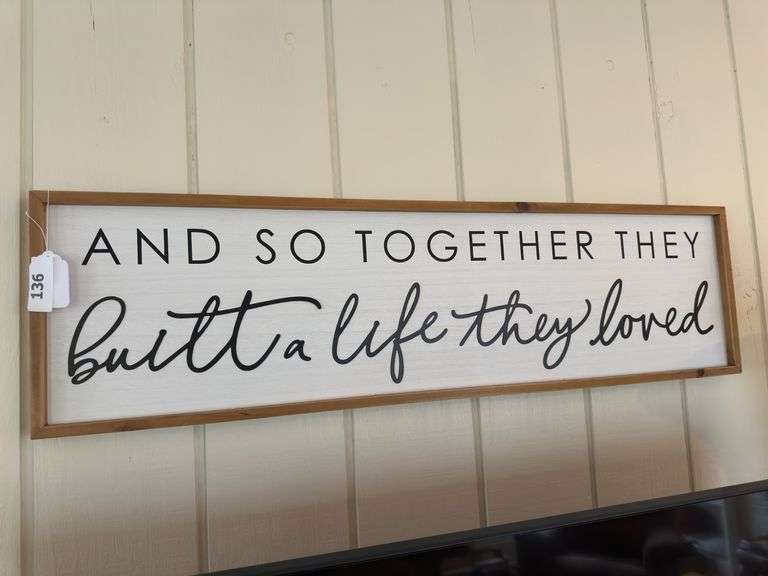 AND SO TOGETHER THEY
built a life they loved
136